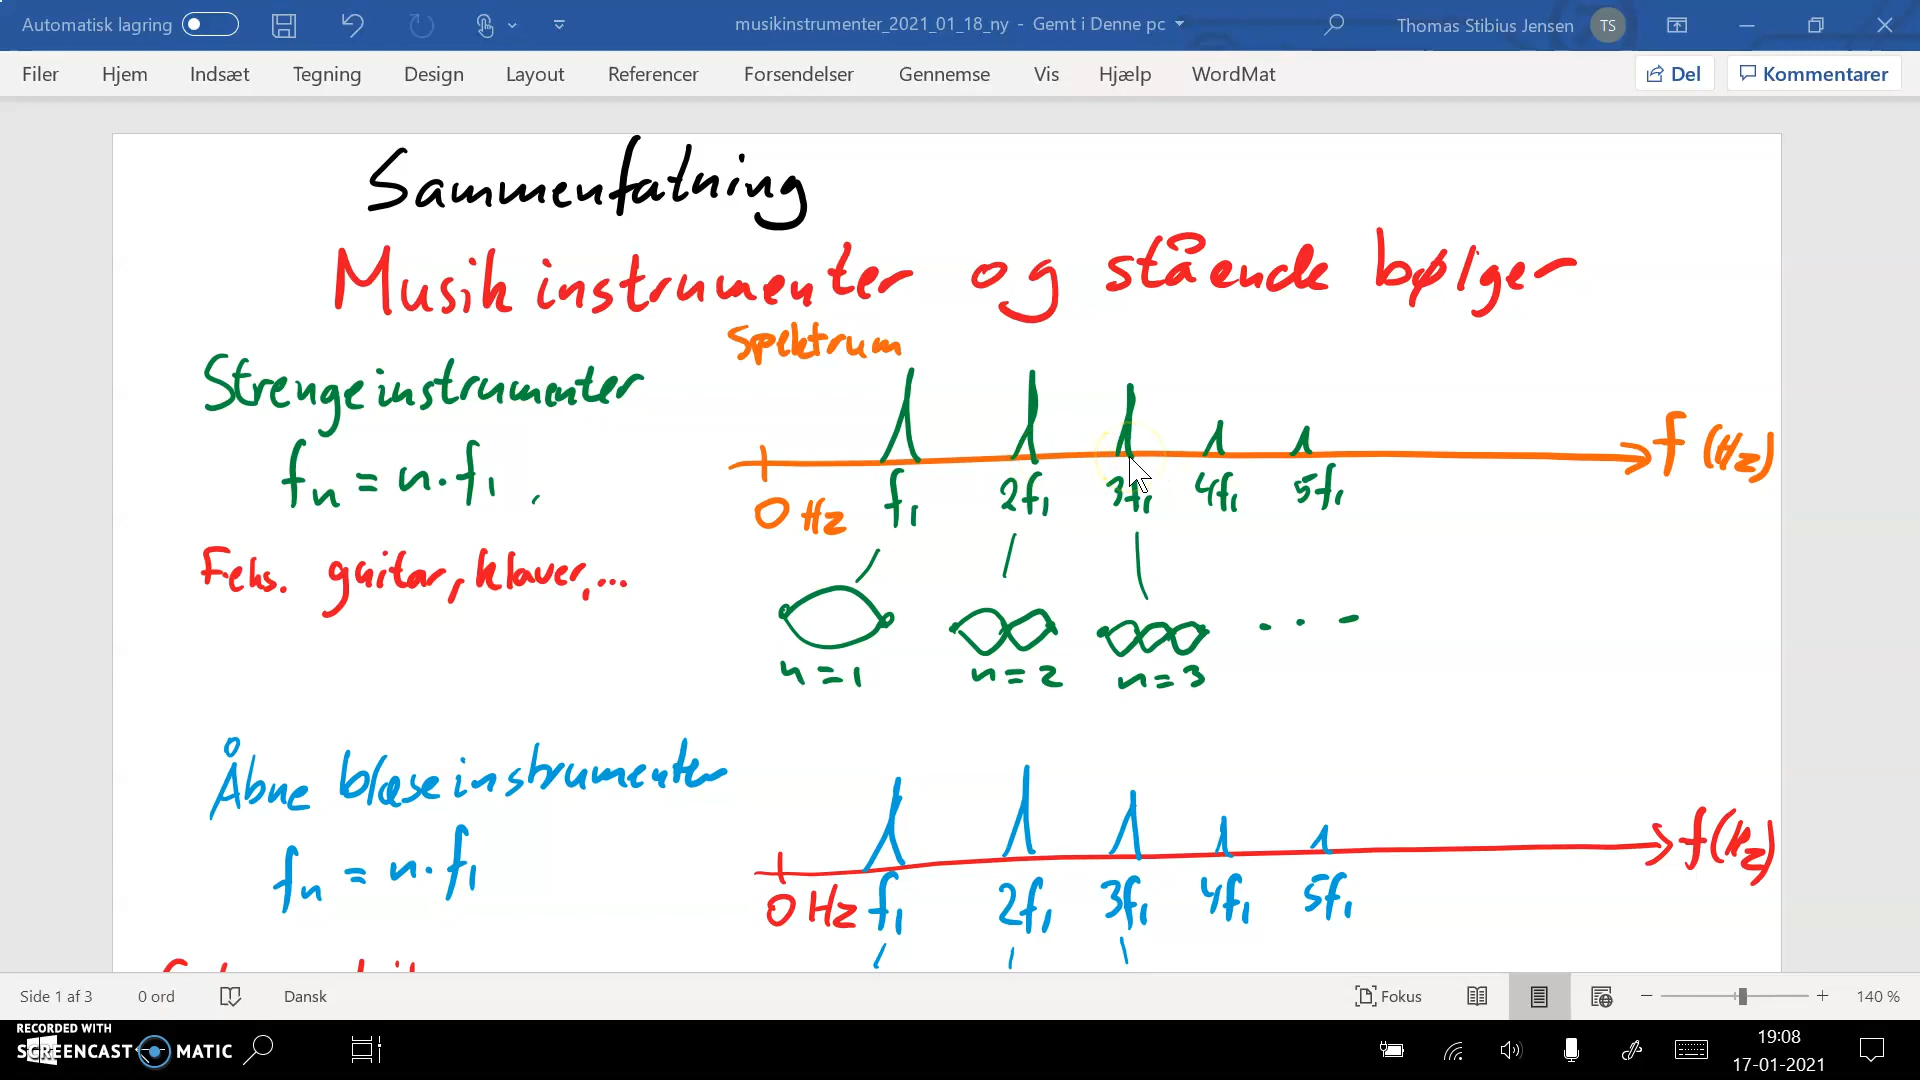 Automatisk lagring
musikinstrumenter_2021_01_18_ny - Gemt i Denne pc
Thomas Stibius Jensen TS
Filer Hjem Indsæt Tegning Design Layout Referencer Forsendelser Gennemse Vis Hjælp WordMat Del Kommentarer
Sammenfatning
Musikinstrumenter og stående bølger
Spektrum
Strengeinstrumenter
fn = n·f1
f (Hz)
0 Hz f1 2f1 3f1 4f1 5f1
F.eks. guitar, klaver,...
n=1 n=2 n=3
Åbne blæseinstrumenter
fn = n·f1
f(Hz)
0 Hz f1 2f1 3f1 4f1 5f1
Side 1 af 3 0 ord Dansk Fokus 140 %
RECORDED WITH
SCREENCAST MATIC
19:08
17-01-2021